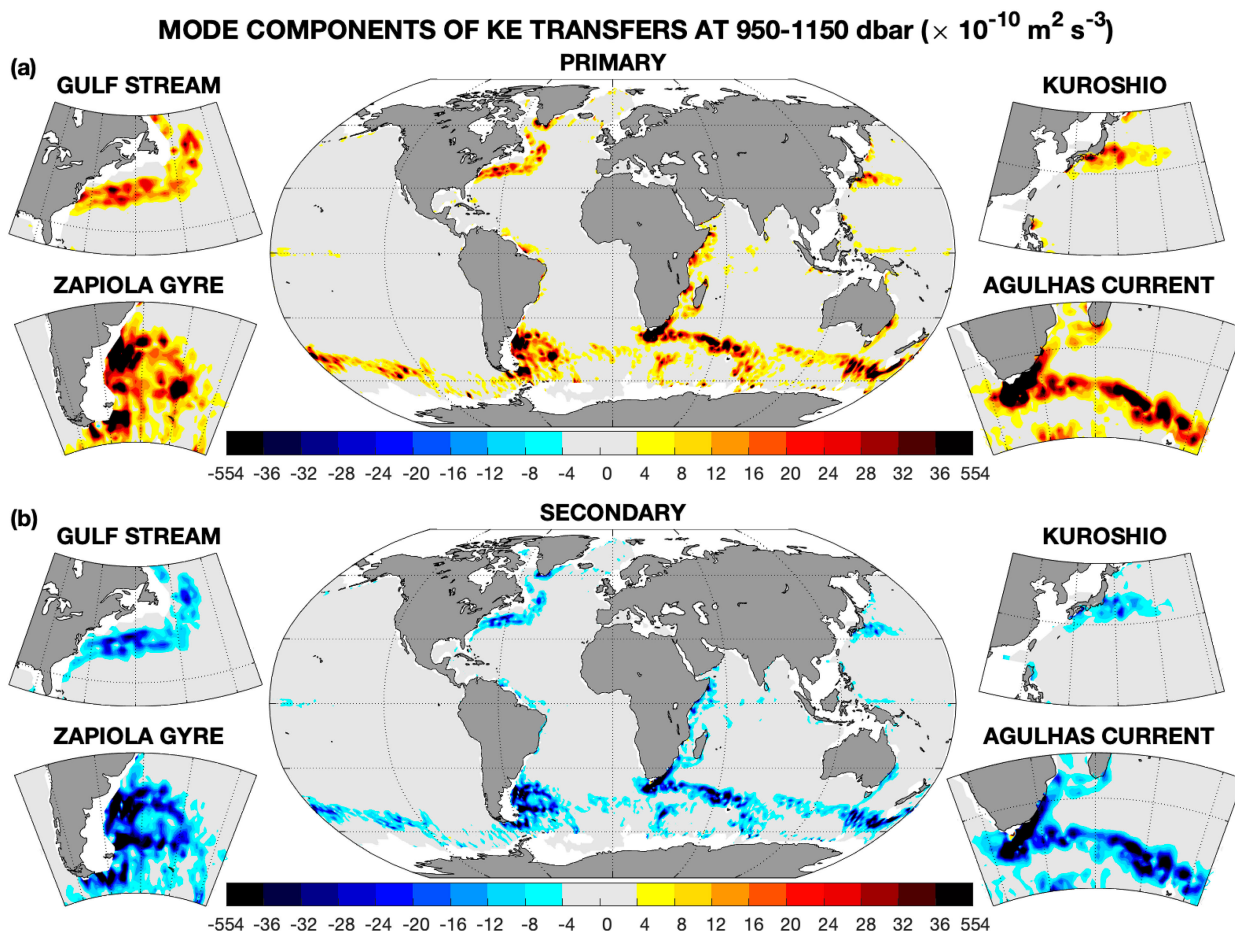 MODE COMPONENTS OF KE TRANSFERS AT 950-1150 dbar (× 10⁻¹⁰ m² s⁻³)
(a)
PRIMARY
GULF STREAM
KUROSHIO
ZAPIOLA GYRE
AGULHAS CURRENT
-554 -36 -28 -24 -20 -16 -12 -8 -4 0 4 8 12 16 20 24 28 32 36 554
(b)
SECONDARY
GULF STREAM
KUROSHIO
ZAPIOLA GYRE
AGULHAS CURRENT
-554 -36 -28 -24 -20 -16 -12 -8 -4 0 4 8 12 16 20 24 28 32 36 554